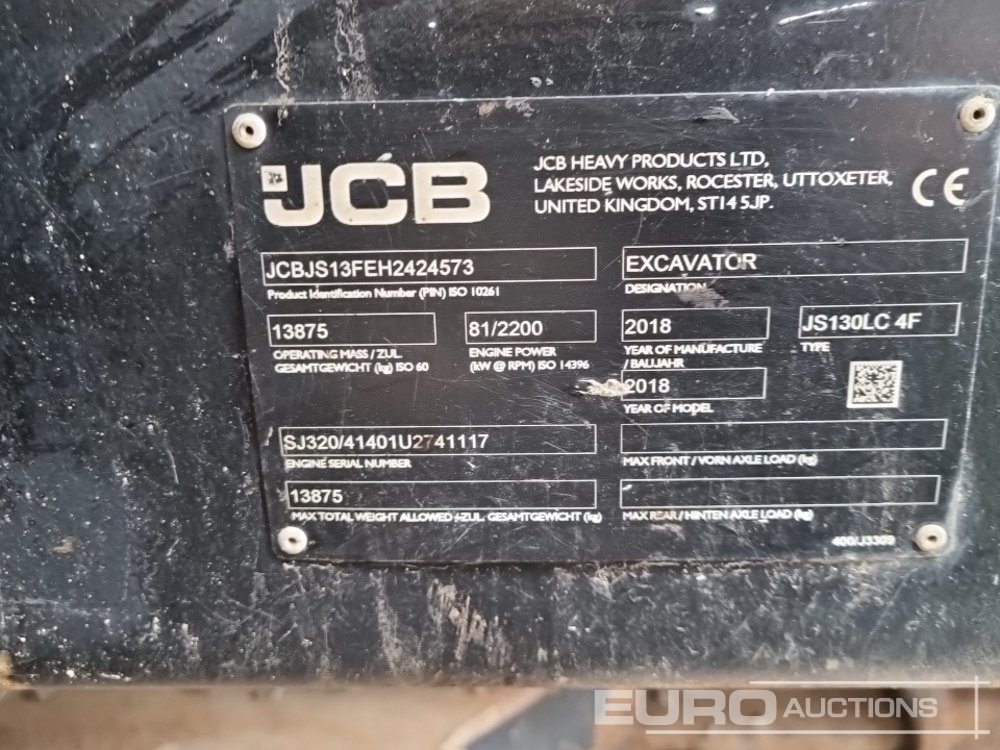 JCB
JCB HEAVY PRODUCTS LTD,
LAKESIDE WORKS, ROCESTER, UTTOXETER,
UNITED KINGDOM, ST14 5JP.
CE
JCBJS13FEH2424573
Product Identification Number (PIN) ISO 10261
EXCAVATOR
DESIGNATION
13875
OPERATING MASS / ZUL.
GESAMTGEWICHT (kg) ISO 60
81/2200
ENGINE POWER
(kW @ RPM) ISO 14396
2018
YEAR OF MANUFACTURE
/ BAUJAHR
JS130LC 4F
TYPE
2018
YEAR OF MODEL
SJ320/41401U2741117
ENGINE SERIAL NUMBER
MAX FRONT / VORN AXLE LOAD (kg)
13875
MAX TOTAL WEIGHT ALLOWED / ZUL. GESAMTGEWICHT (kg)
-
MAX REAR / HINTEN AXLE LOAD (kg)
400/J3309
EURO AUCTIONS